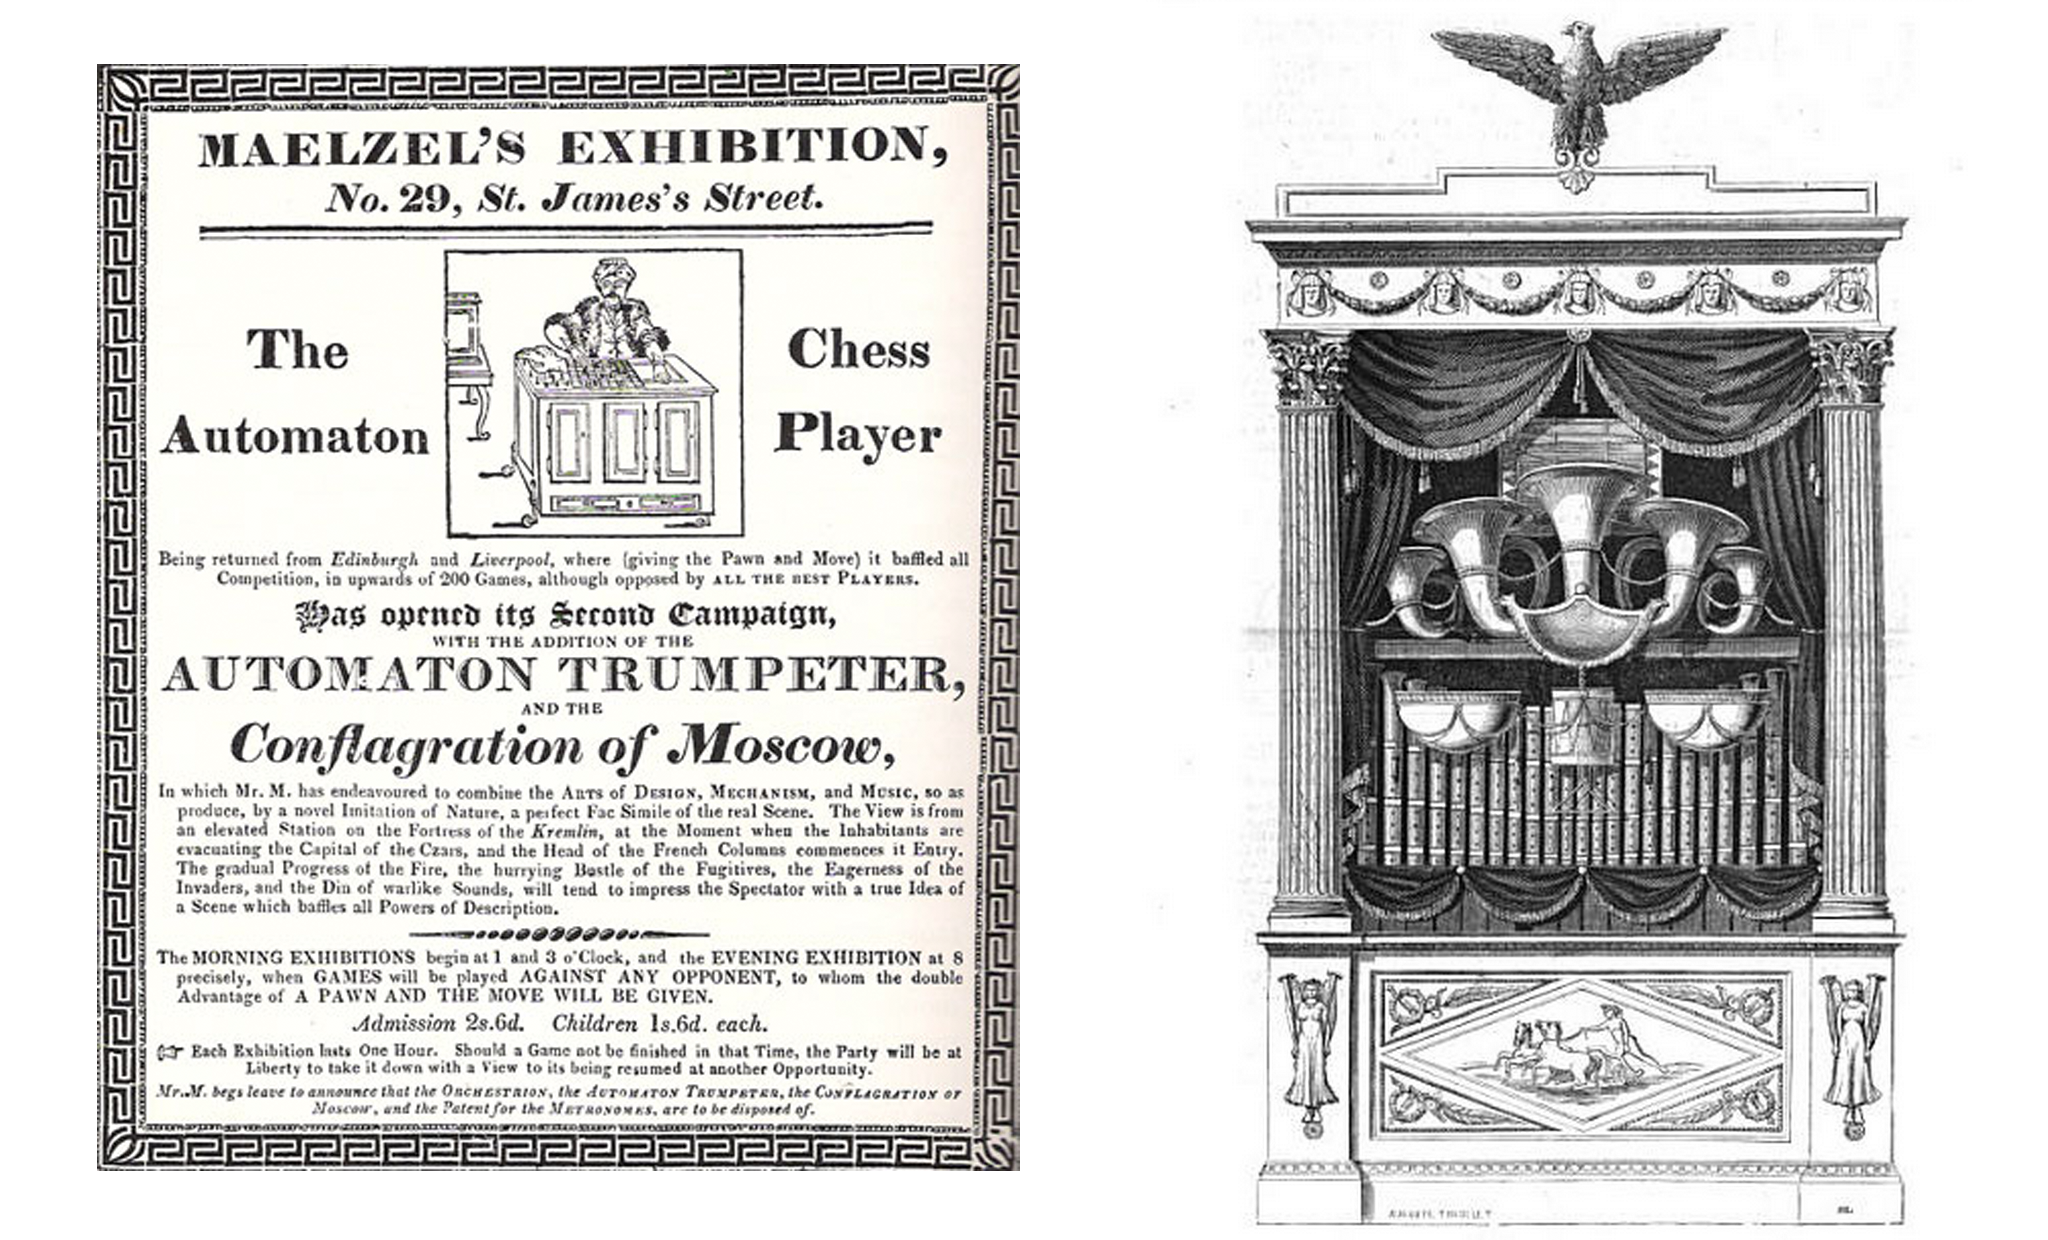 MAELZEL'S EXHIBITION,
No. 29, St. James's Street.
The Chess
Automaton Player
Being returned from Edinburgh and Liverpool, where (giving the Pawn and Move) it baffled all
Competition, in upwards of 200 Games, although opposed by ALL THE BEST PLAYERS.
Has opened its Second Campaign,
WITH THE ADDITION OF THE
AUTOMATON TRUMPETER,
AND THE
Conflagration of Moscow,
In which Mr. M. has endeavoured to combine the ARTS of DESIGN, MECHANISM, and MUSIC, so as
produce, by a novel Imitation of Nature, a perfect Fac Simile of the real Scene. The View is from
an elevated Station on the Fortress of the Kremlin, at the Moment when the Inhabitants are
evacuating the Capital of the Czars, and the Head of the French Columns commences it Entry.
The gradual Progress of the Fire, the hurrying Bustle of the Fugitives, the Eagerness of the
Invaders, and the Din of warlike Sounds, will tend to impress the Spectator with a true Idea of
a Scene which baffles all Powers of Description.
The MORNING EXHIBITIONS begin at 1 and 3 o'Clock, and the EVENING EXHIBITION at 8
precisely, when GAMES will be played AGAINST ANY OPPONENT, to whom the double
Advantage of A PAWN AND THE MOVE WILL BE GIVEN.
Admission 2s.6d. Children 1s.6d. each.
☞ Each Exhibition lasts One Hour. Should a Game not be finished in that Time, the Party will be at
Liberty to take it down with a View to its being resumed at another Opportunity.
Mr. M. begs leave to announce that the ORCHESTRION, the AUTOMATON TRUMPETER, the CONFLAGRATION OF
MOSCOW, and the Patent for the METRONOMES, are to be disposed of.